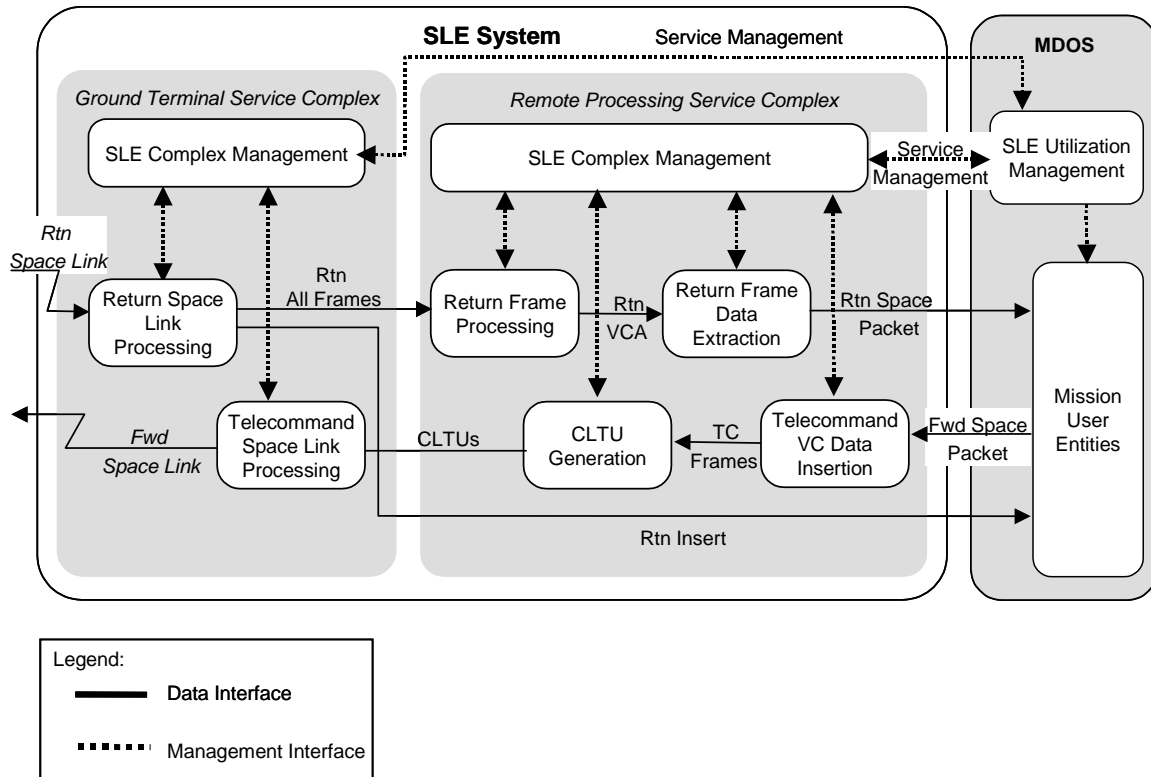 SLE System
Service Management
MDOS
Ground Terminal Service Complex
Remote Processing Service Complex
SLE Complex Management
SLE Complex Management
Service
Management
SLE Utilization
Management
Rtn
Space Link
Return Space
Link
Processing
Rtn
All Frames
Return Frame
Processing
Rtn
VCA
Return Frame
Data
Extraction
Rtn Space
Packet
Mission
User
Entities
Fwd
Space Link
Telecommand
Space Link
Processing
CLTUs
CLTU
Generation
TC
Frames
Telecommand
VC Data
Insertion
Fwd Space
Packet
Rtn Insert
Legend:
Data Interface
Management Interface